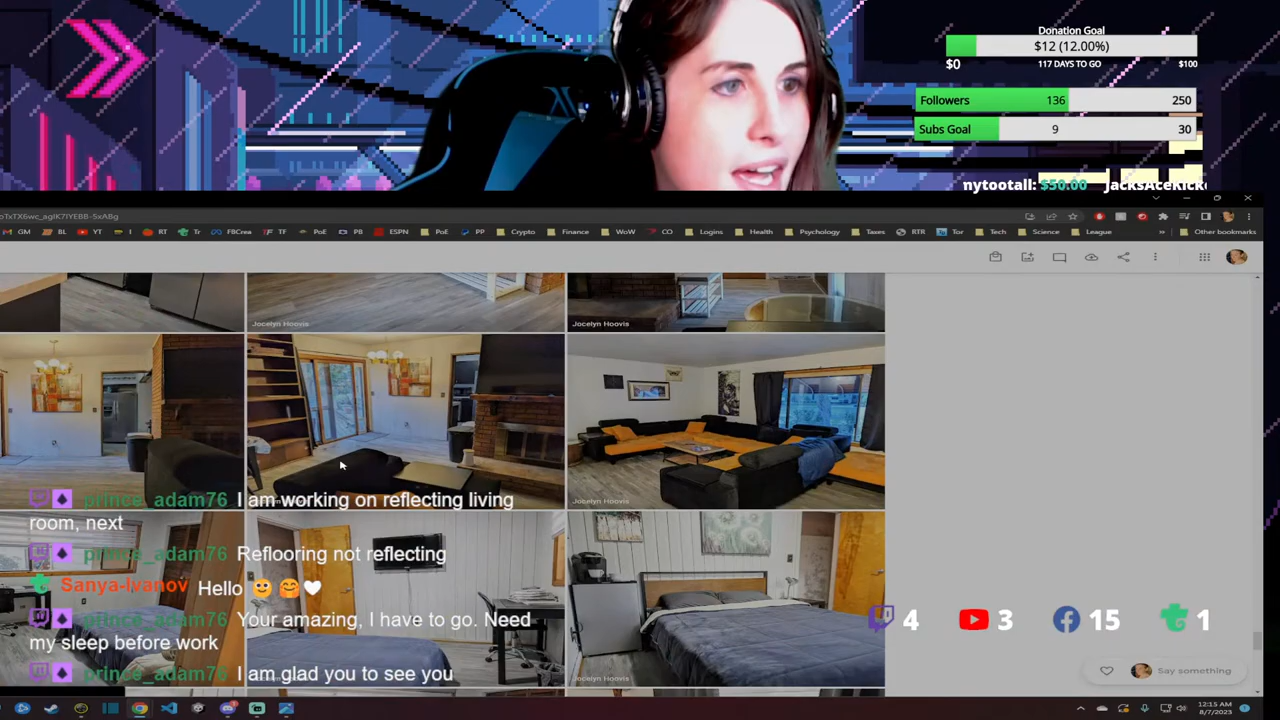 Donation Goal
$12 (12.00%)
$0 117 DAYS TO GO $100
Followers 136 250
Subs Goal 9 30
nytootall: $50.00 JacksAceKick
GM BL YT I RT Tr FBCrea TF PoE PB ESPN PoE PP Crypto Finance WoW CO Logins Health Psychology Taxes RTR Tor Tech Science League » Other bookmarks
Jocelyn Hoovis
Jocelyn Hoovis
Jocelyn Hoovis
Jocelyn Hoovis
prince_adam76 I am working on reflecting living
room, next
prince_adam76 Reflooring not reflecting
Sanya-Ivanov Hello
prince_adam76 Your amazing, I have to go. Need
my sleep before work
prince_adam76 I am glad you to see you
4 3 15 1
Say something
12:15 AM
8/7/2023